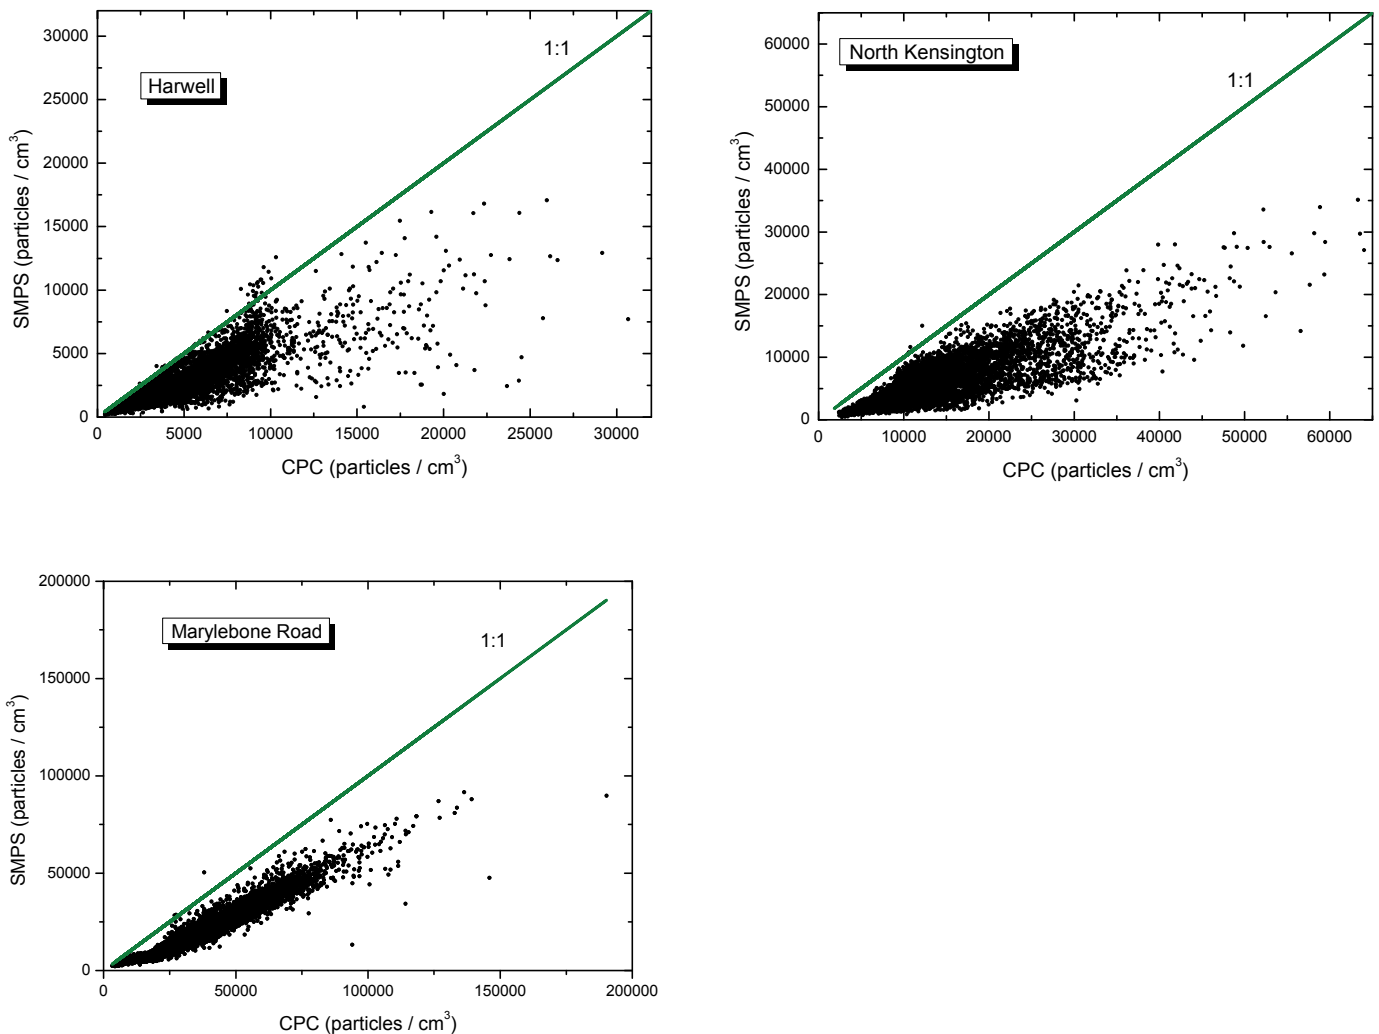 30000
25000
20000
15000
10000
5000
0
SMPS (particles / cm³)
Harwell
1:1
0 5000 10000 15000 20000 25000 30000
CPC (particles / cm³)
60000
50000
40000
30000
20000
10000
0
SMPS (particles / cm³)
North Kensington
1:1
0 10000 20000 30000 40000 50000 60000
CPC (particles / cm³)
200000
150000
100000
50000
0
SMPS (particles / cm³)
Marylebone Road
1:1
0 50000 100000 150000 200000
CPC (particles / cm³)